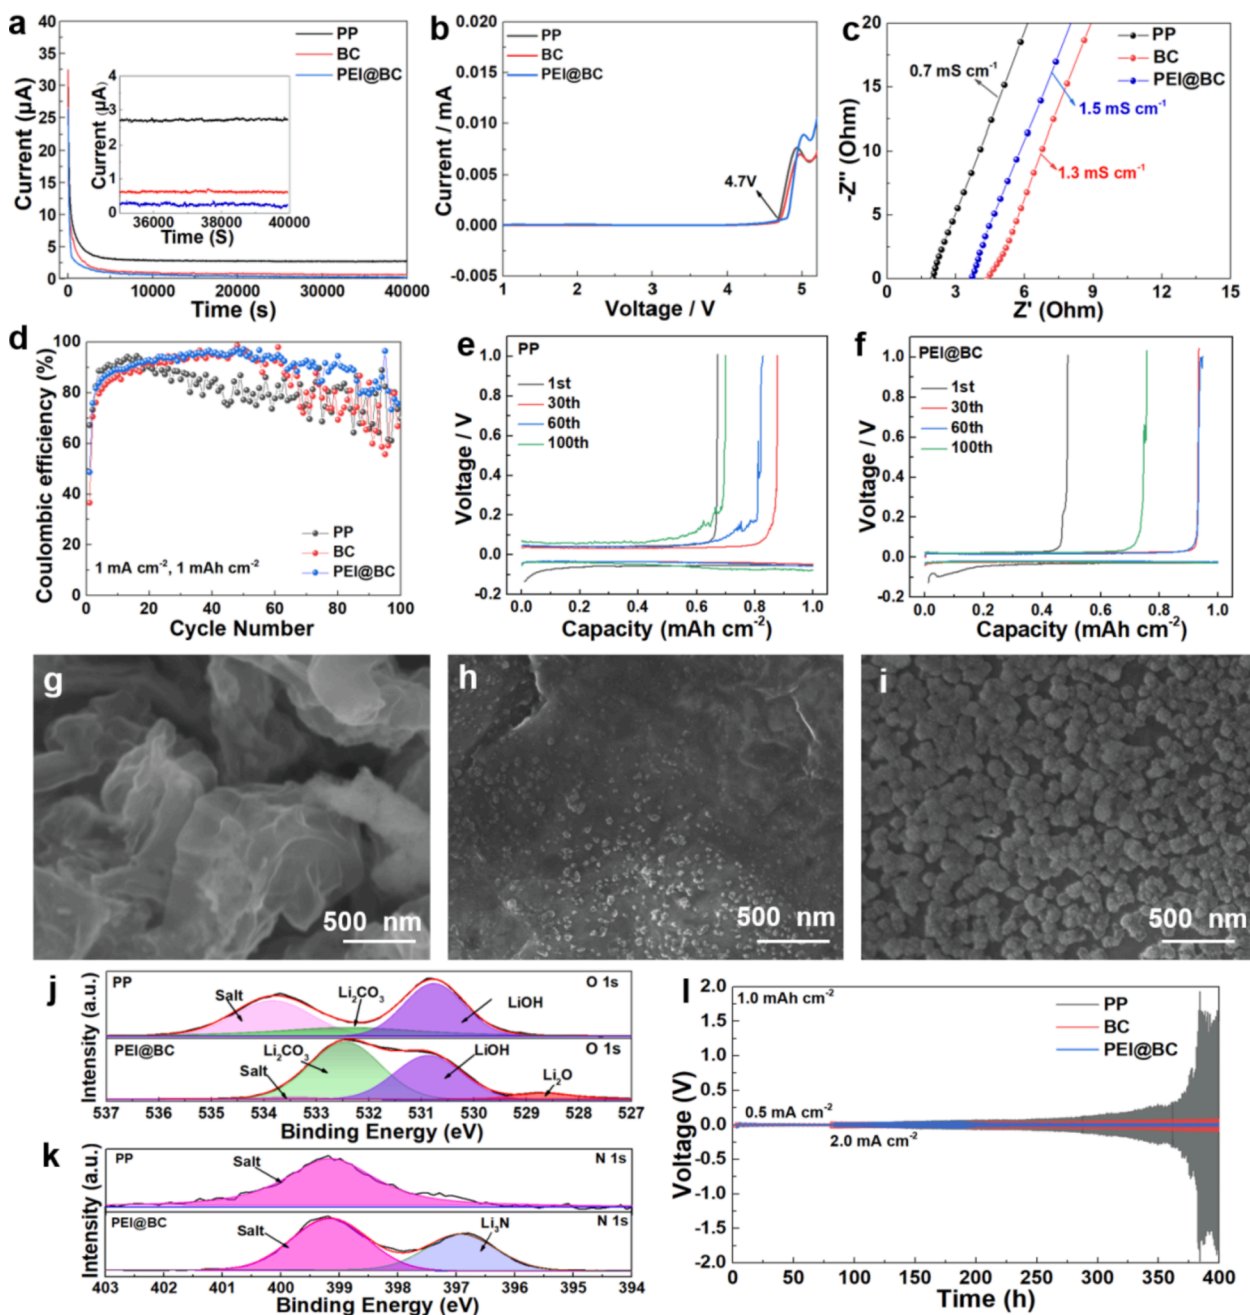 a
PP
BC
PEI@BC
Current (µA)
40
35
30
25
20
15
10
5
0
0
10000
20000
30000
40000
Time (s)
Current (µA)
4
3
2
1
0
36000
38000
40000
Time (S)
b
PP
BC
PEI@BC
Current / mA
0.020
0.015
0.010
0.005
0.000
-0.005
4.7V
1
2
3
4
5
Voltage / V
c
PP
BC
PEI@BC
0.7 mS cm⁻¹
1.5 mS cm⁻¹
1.3 mS cm⁻¹
-Z'' (Ohm)
20
15
10
5
0
0
3
6
9
12
15
Z' (Ohm)
d
Coulombic efficiency (%)
100
80
60
40
20
0
PP
BC
PEI@BC
1 mA cm⁻², 1 mAh cm⁻²
0
20
40
60
80
100
Cycle Number
e
PP
1st
30th
60th
100th
Voltage / V
1.0
0.8
0.6
0.4
0.2
0.0
-0.2
0.0
0.2
0.4
0.6
0.8
1.0
Capacity (mAh cm⁻²)
f
PEI@BC
1st
30th
60th
100th
Voltage / V
1.0
0.8
0.6
0.4
0.2
0.0
-0.2
0.0
0.2
0.4
0.6
0.8
1.0
Capacity (mAh cm⁻²)
g
500 nm
h
500 nm
i
500 nm
j
PP
O 1s
Salt
Li₂CO₃
LiOH
PEI@BC
O 1s
Li₂CO₃
LiOH
Salt
Li₂O
Intensity (a.u.)
537
536
535
534
533
532
531
530
529
528
527
Binding Energy (eV)
k
PP
N 1s
Salt
PEI@BC
N 1s
Salt
Li₃N
Intensity (a.u.)
403
402
401
400
399
398
397
396
395
394
Binding Energy (eV)
l
1.0 mAh cm⁻²
PP
BC
PEI@BC
0.5 mA cm⁻²
2.0 mA cm⁻²
Voltage (V)
2.0
1.5
1.0
0.5
0.0
-0.5
-1.0
-1.5
-2.0
0
50
100
150
200
250
300
350
400
Time (h)